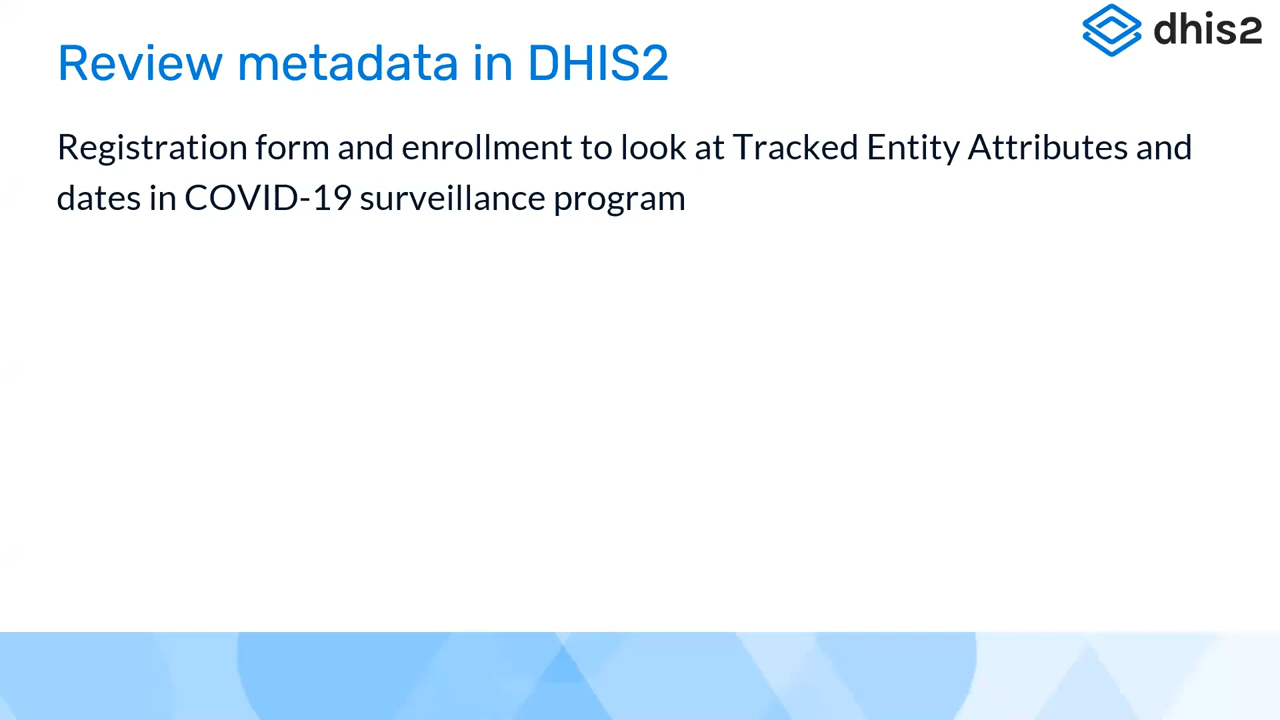 dhis2
Review metadata in DHIS2
Registration form and enrollment to look at Tracked Entity Attributes and
dates in COVID-19 surveillance program